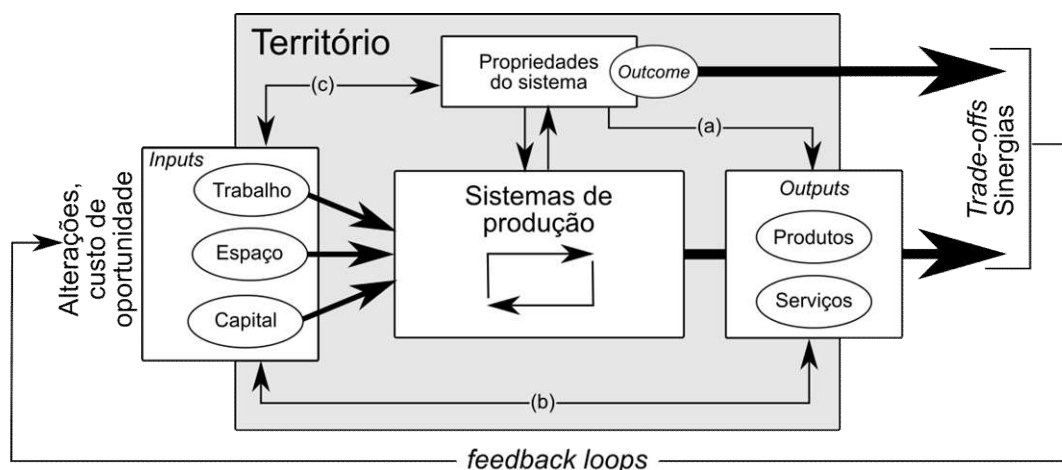 Território
Propriedades
do sistema
Outcome
(c)
(a)
Inputs
Trabalho
Espaço
Capital
Sistemas de
produção
Outputs
Produtos
Serviços
(b)
Alterações,
custo de
oportunidade
Trade-offs
Sinergias
feedback loops